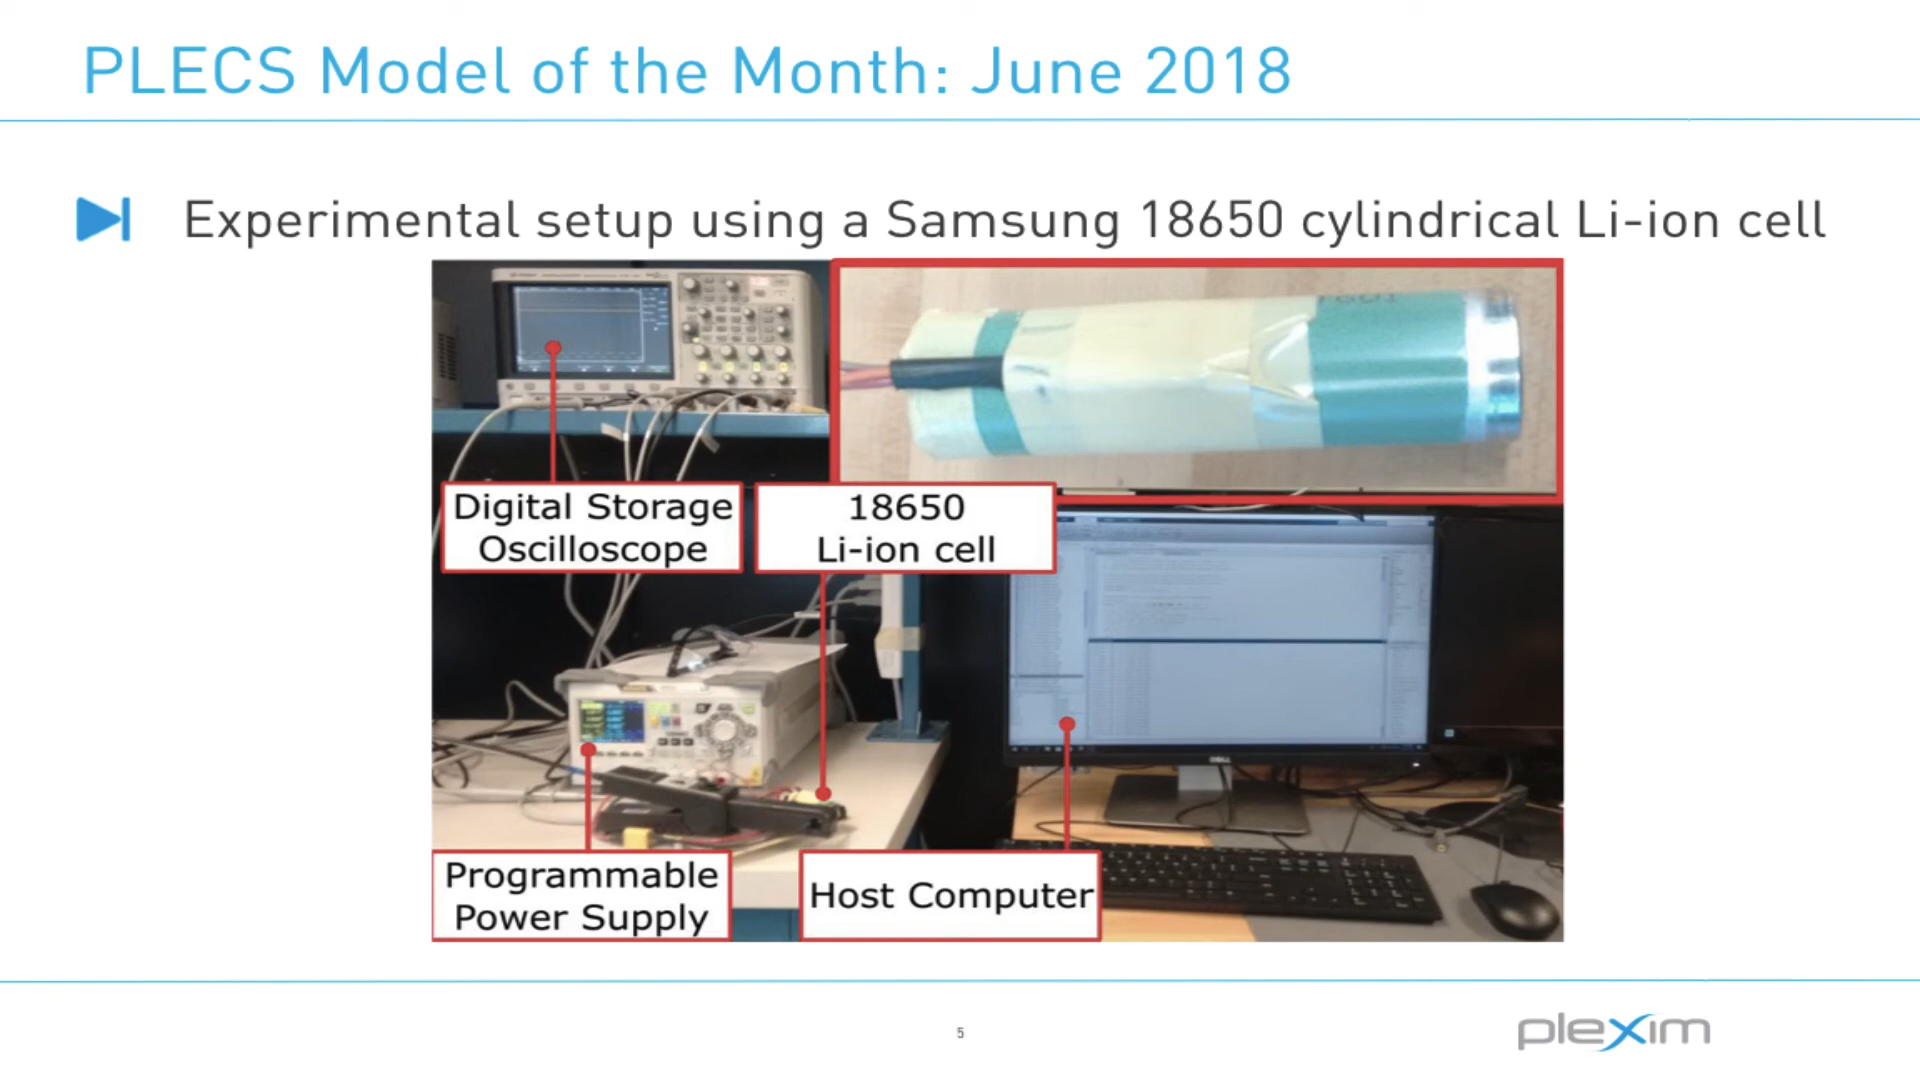 PLECS Model of the Month: June 2018
Experimental setup using a Samsung 18650 cylindrical Li-ion cell
Digital Storage
Oscilloscope
18650
Li-ion cell
DELL
Programmable
Power Supply
Host Computer
5
plexim